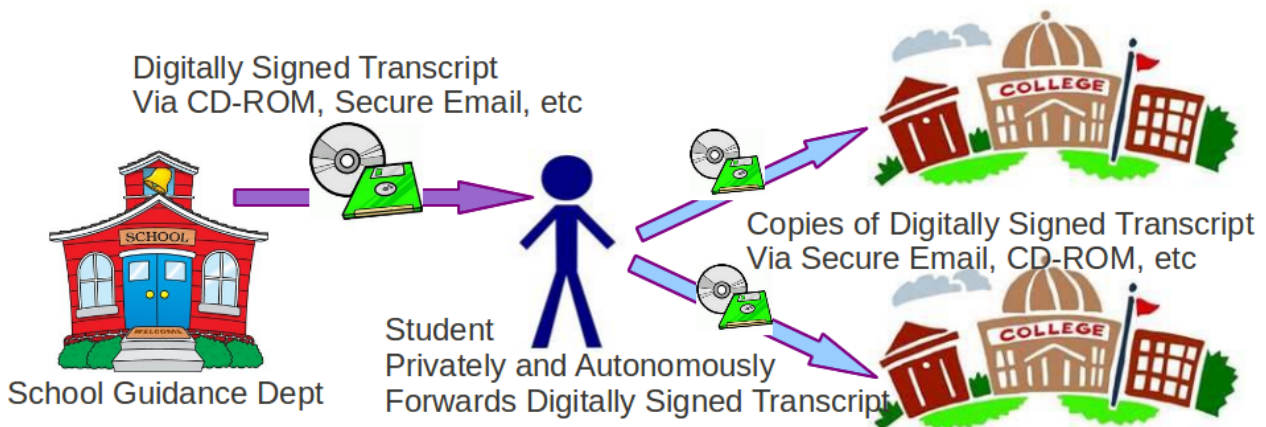 Digitally Signed Transcript
Via CD-ROM, Secure Email, etc
SCHOOL
WELCOME
School Guidance Dept
Student
Privately and Autonomously
Forwards Digitally Signed Transcript
COLLEGE
Copies of Digitally Signed Transcript
Via Secure Email, CD-ROM, etc
COLLEGE